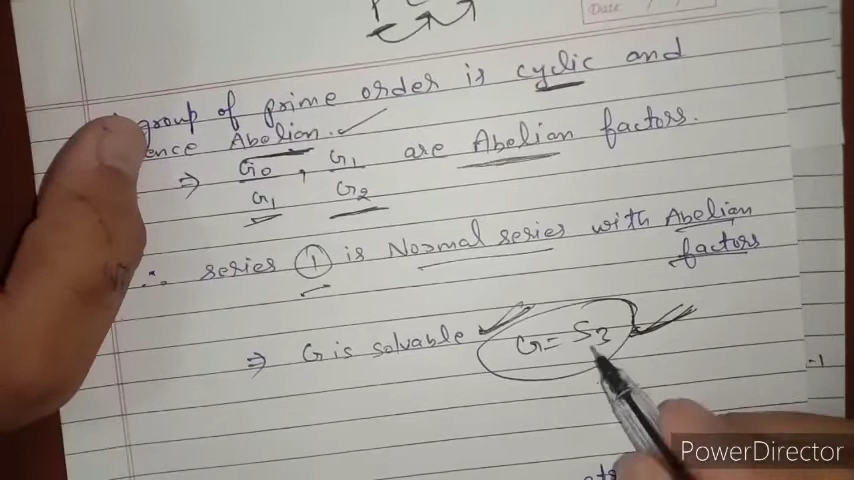 Date
group of prime order is cyclic and
ence Abelian.
⇒ G0/G1, G1/G2 are Abelian factors.
∴ series ① is Normal series with Abelian
factors
⇒ G is solvable G = S3
-1
PowerDirector